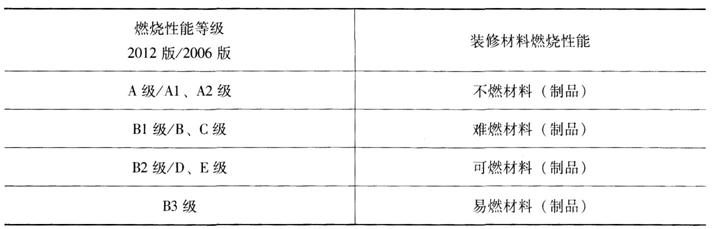 燃烧性能等级
2012 版/2006 版
装修材料燃烧性能
A 级/A1、A2 级
不燃材料（制品）
B1 级/B、C 级
难燃材料（制品）
B2 级/D、E 级
可燃材料（制品）
B3 级
易燃材料（制品）